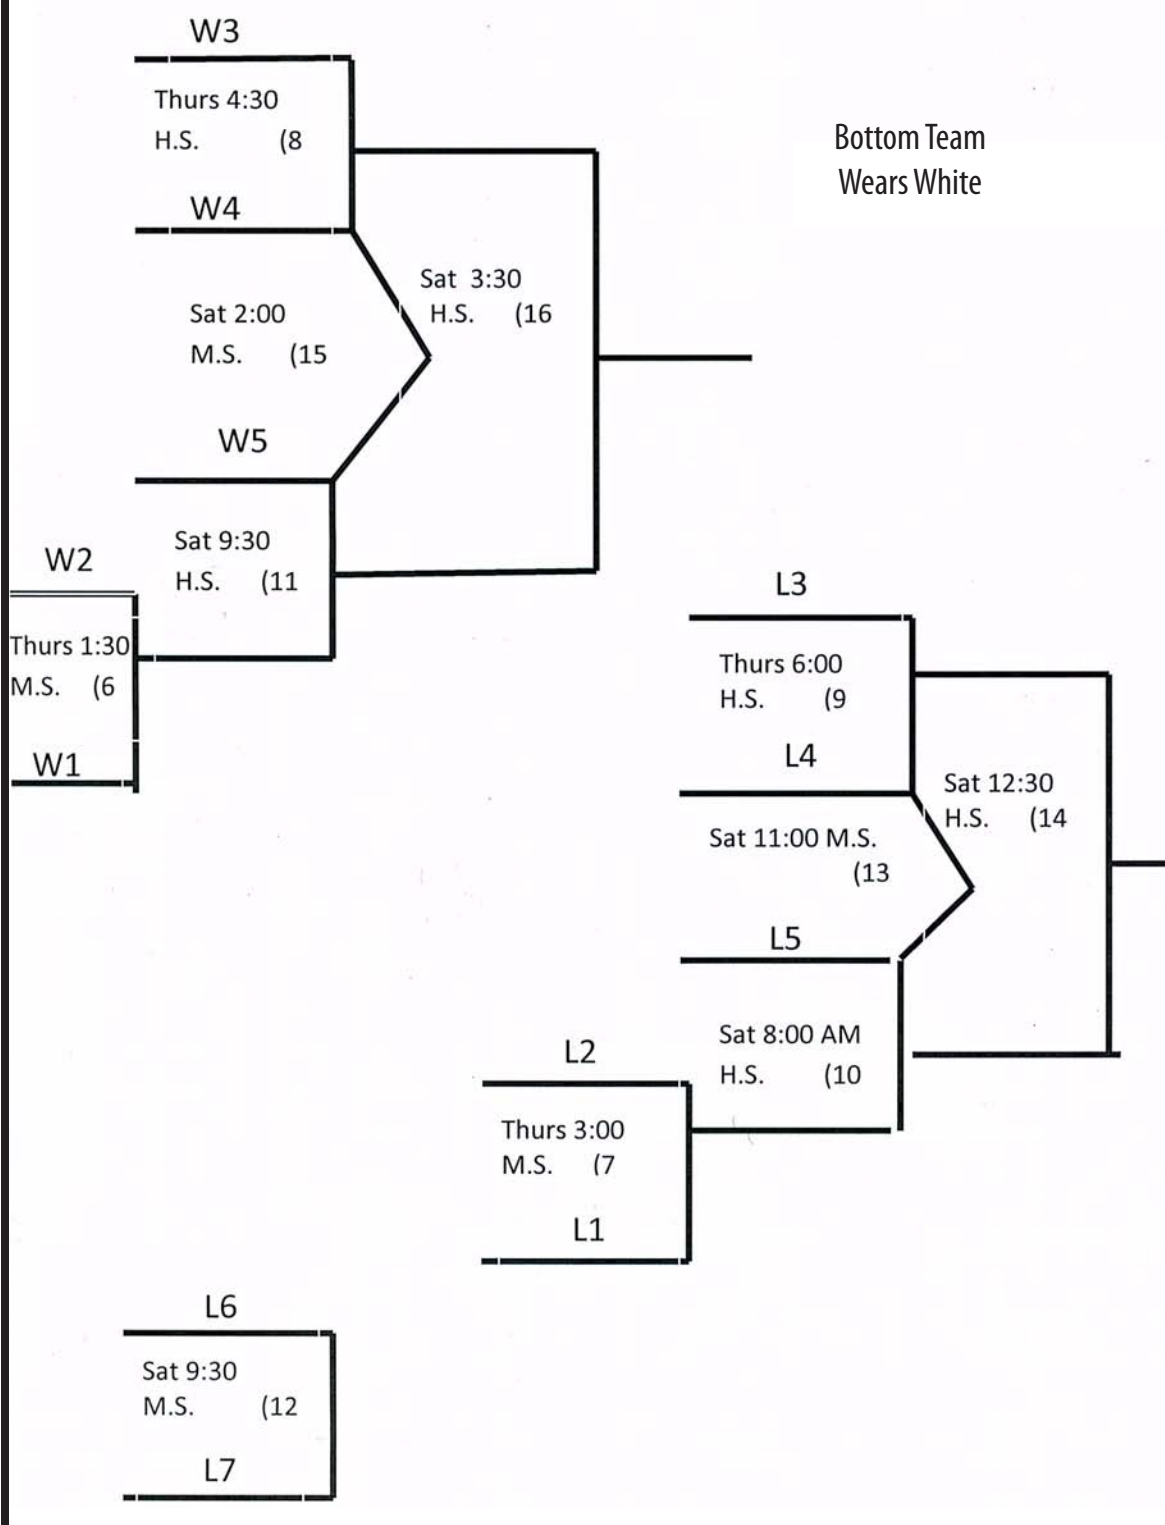 W3
Thurs 4:30
H.S. (8
W4
Bottom Team
Wears White
Sat 3:30
H.S. (16
Sat 2:00
M.S. (15
W5
Sat 9:30
H.S. (11
W2
Thurs 1:30
M.S. (6
W1
L3
Thurs 6:00
H.S. (9
L4
Sat 12:30
H.S. (14
Sat 11:00 M.S.
(13
L5
Sat 8:00 AM
H.S. (10
L2
Thurs 3:00
M.S. (7
L1
L6
Sat 9:30
M.S. (12
L7